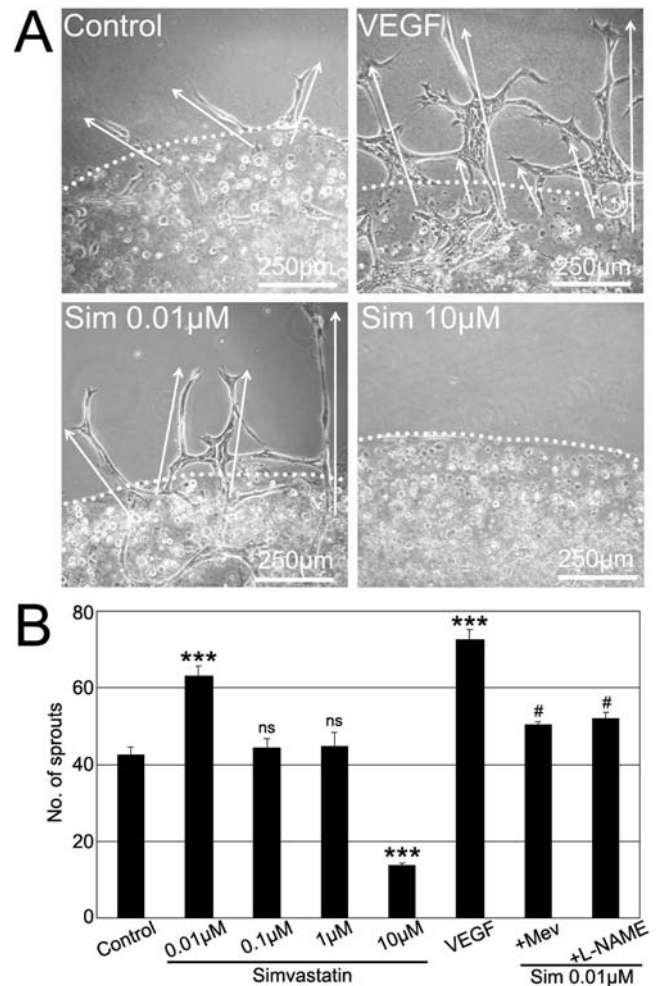 A
Control
VEGF
250µm
250µm
Sim 0.01µM
Sim 10µM
250µm
250µm
B
No. of sprouts
80
60
40
20
0
***
ns
ns
***
***
#
#
Control
0.01µM
0.1µM
1µM
10µM
VEGF
+Mev
+L-NAME
Simvastatin
Sim 0.01µM